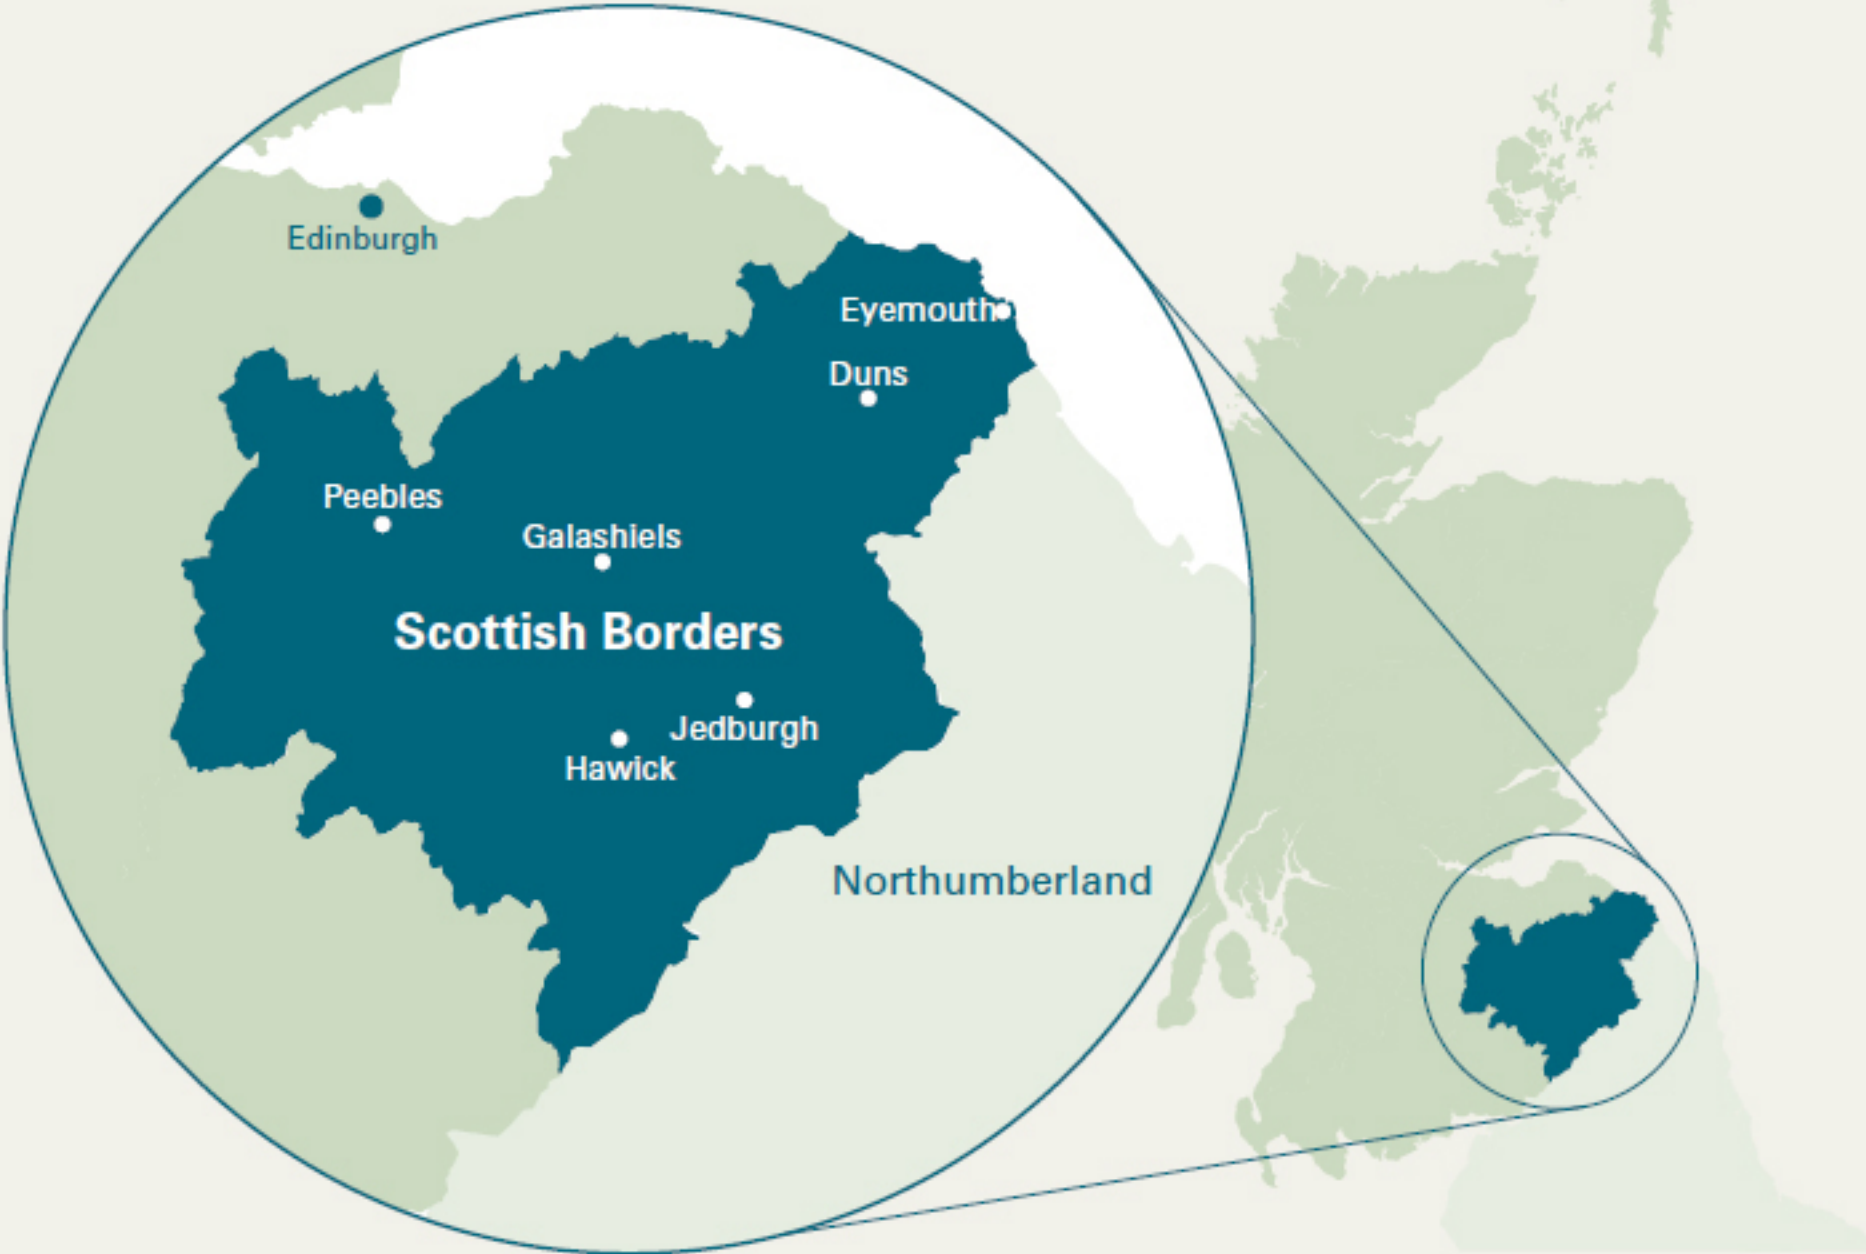 Edinburgh
Eyemouth
Duns
Peebles
Galashiels
Scottish Borders
Jedburgh
Hawick
Northumberland